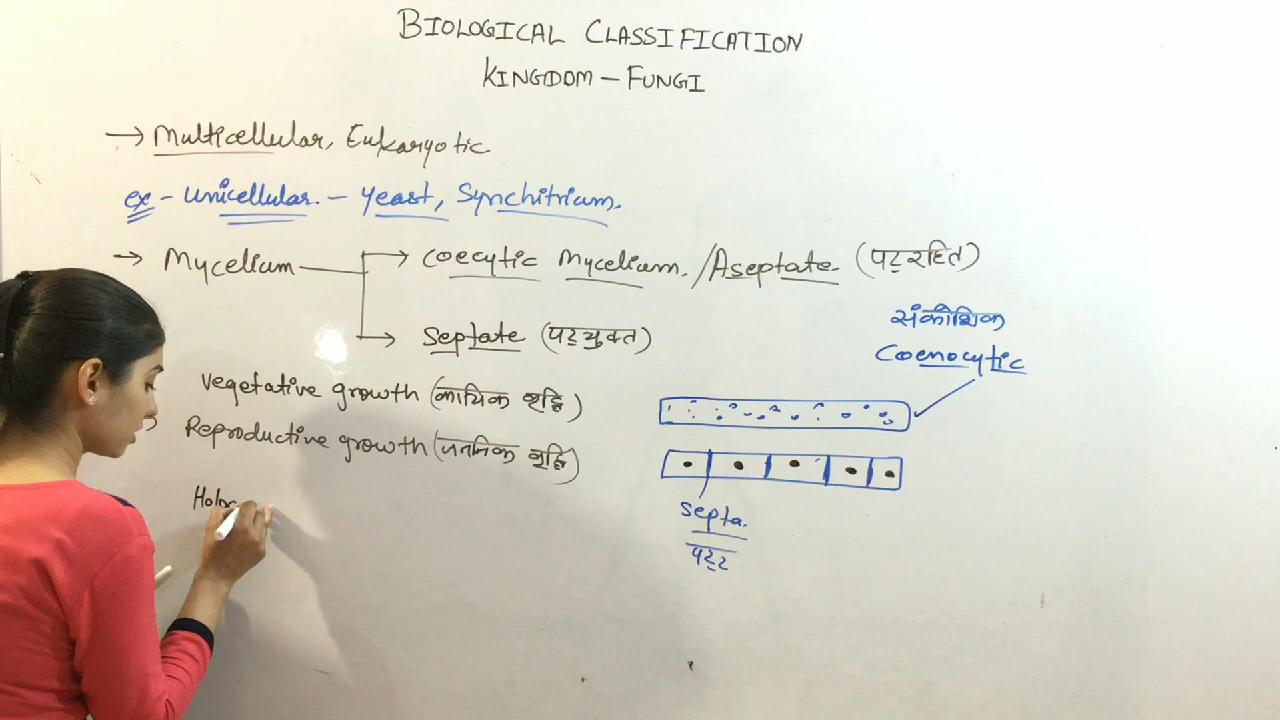 BIOLOGICAL CLASSIFICATION
KINGDOM – FUNGI
→ Multicellular, Eukaryotic
ex - Unicellular. – Yeast, Synchitrium.
→ Mycelium
→ Coecytic Mycelium. / Aseptate. (पट्रहित)
→ Septate (पट्युक्त)
संकोशिक
Coenocytic
Vegetative growth (कायिक वृद्धि)
Reproductive growth (जननिक वृद्धि)
Holoc
Septa.
पट्ट